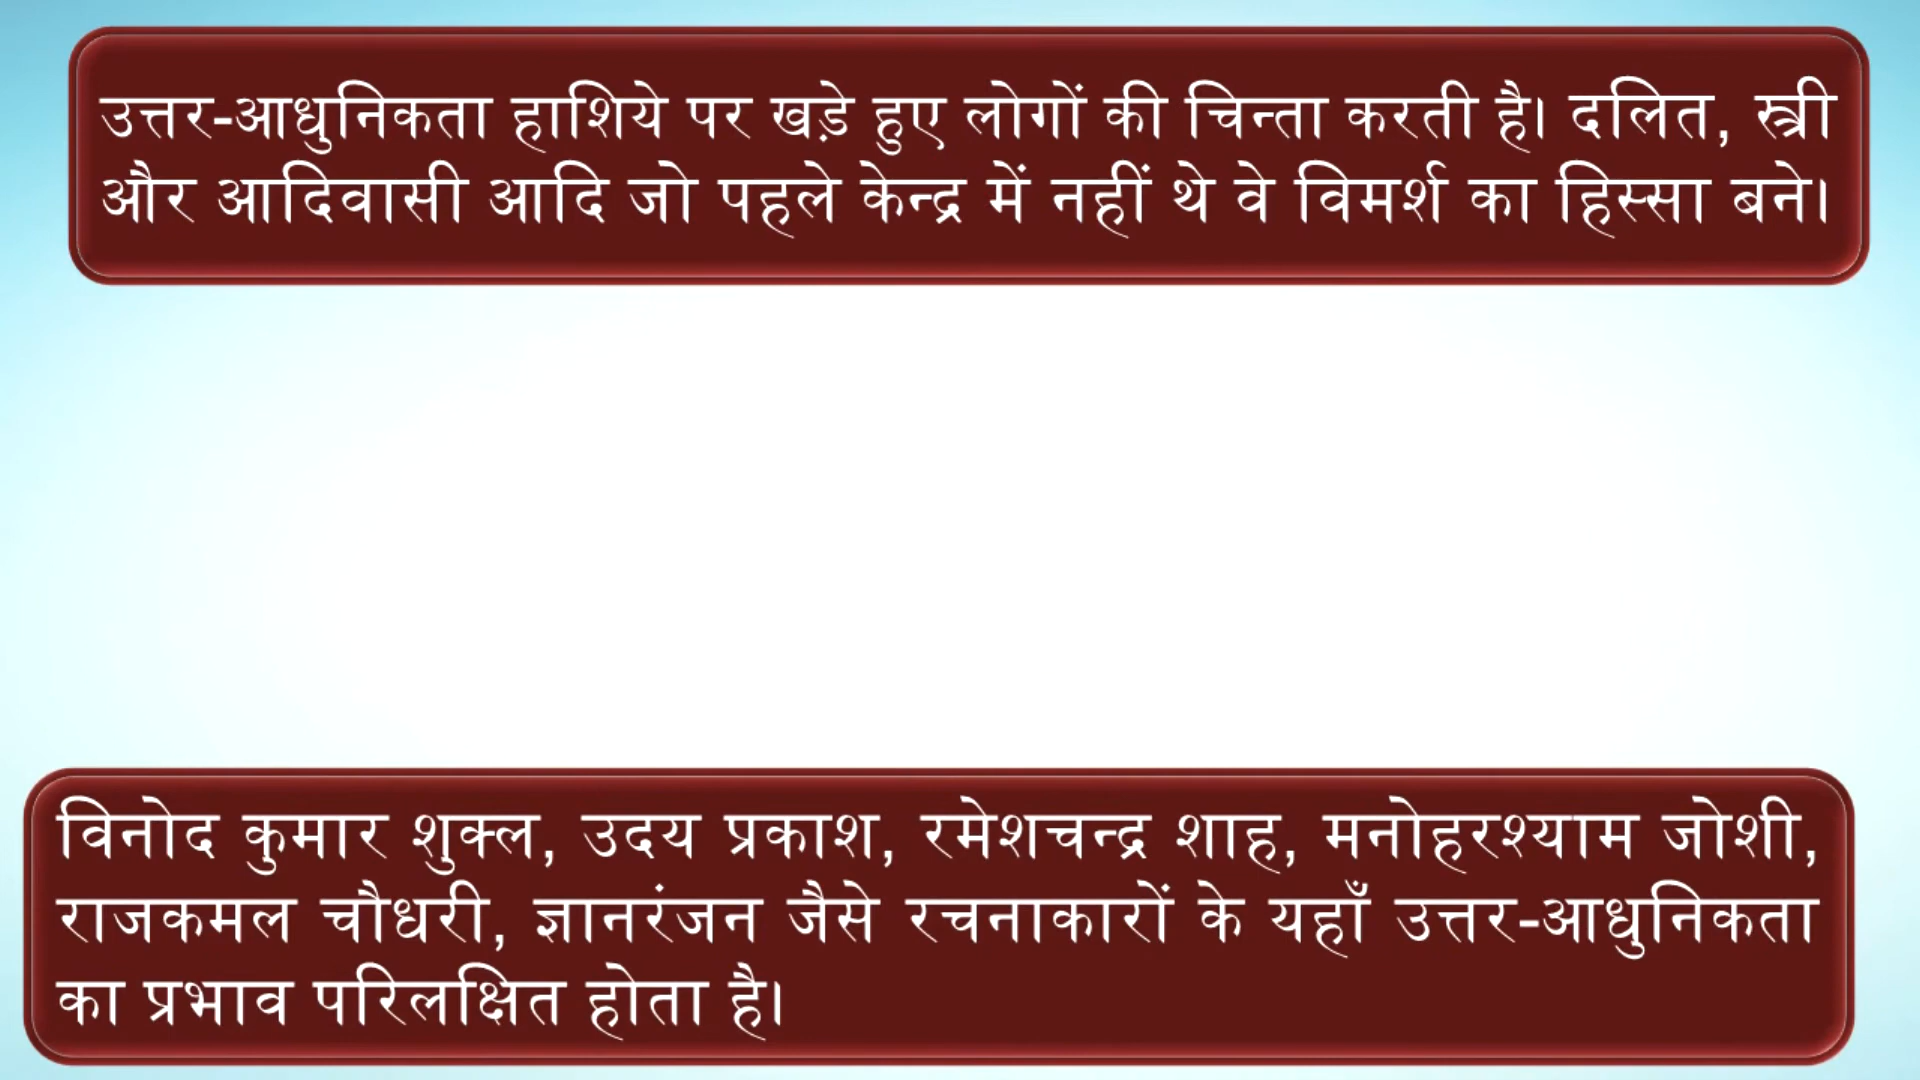 उत्तर-आधुनिकता हाशिये पर खड़े हुए लोगों की चिन्ता करती है। दलित, स्त्री
और आदिवासी आदि जो पहले केन्द्र में नहीं थे वे विमर्श का हिस्सा बने।
विनोद कुमार शुक्ल, उदय प्रकाश, रमेशचन्द्र शाह, मनोहरश्याम जोशी,
राजकमल चौधरी, ज्ञानरंजन जैसे रचनाकारों के यहाँ उत्तर-आधुनिकता
का प्रभाव परिलक्षित होता है।